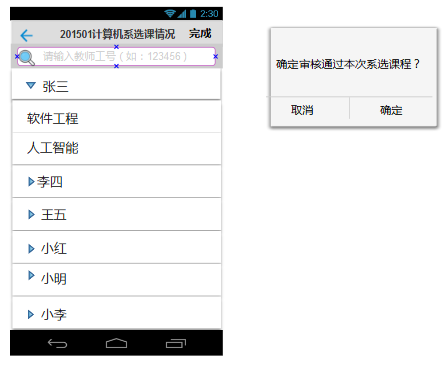 2:30
201501计算机系选课情况 完成
请输入教师工号（如：123456）
张三
软件工程
人工智能
李四
王五
小红
小明
小李
确定审核通过本次系选课程？
取消 确定